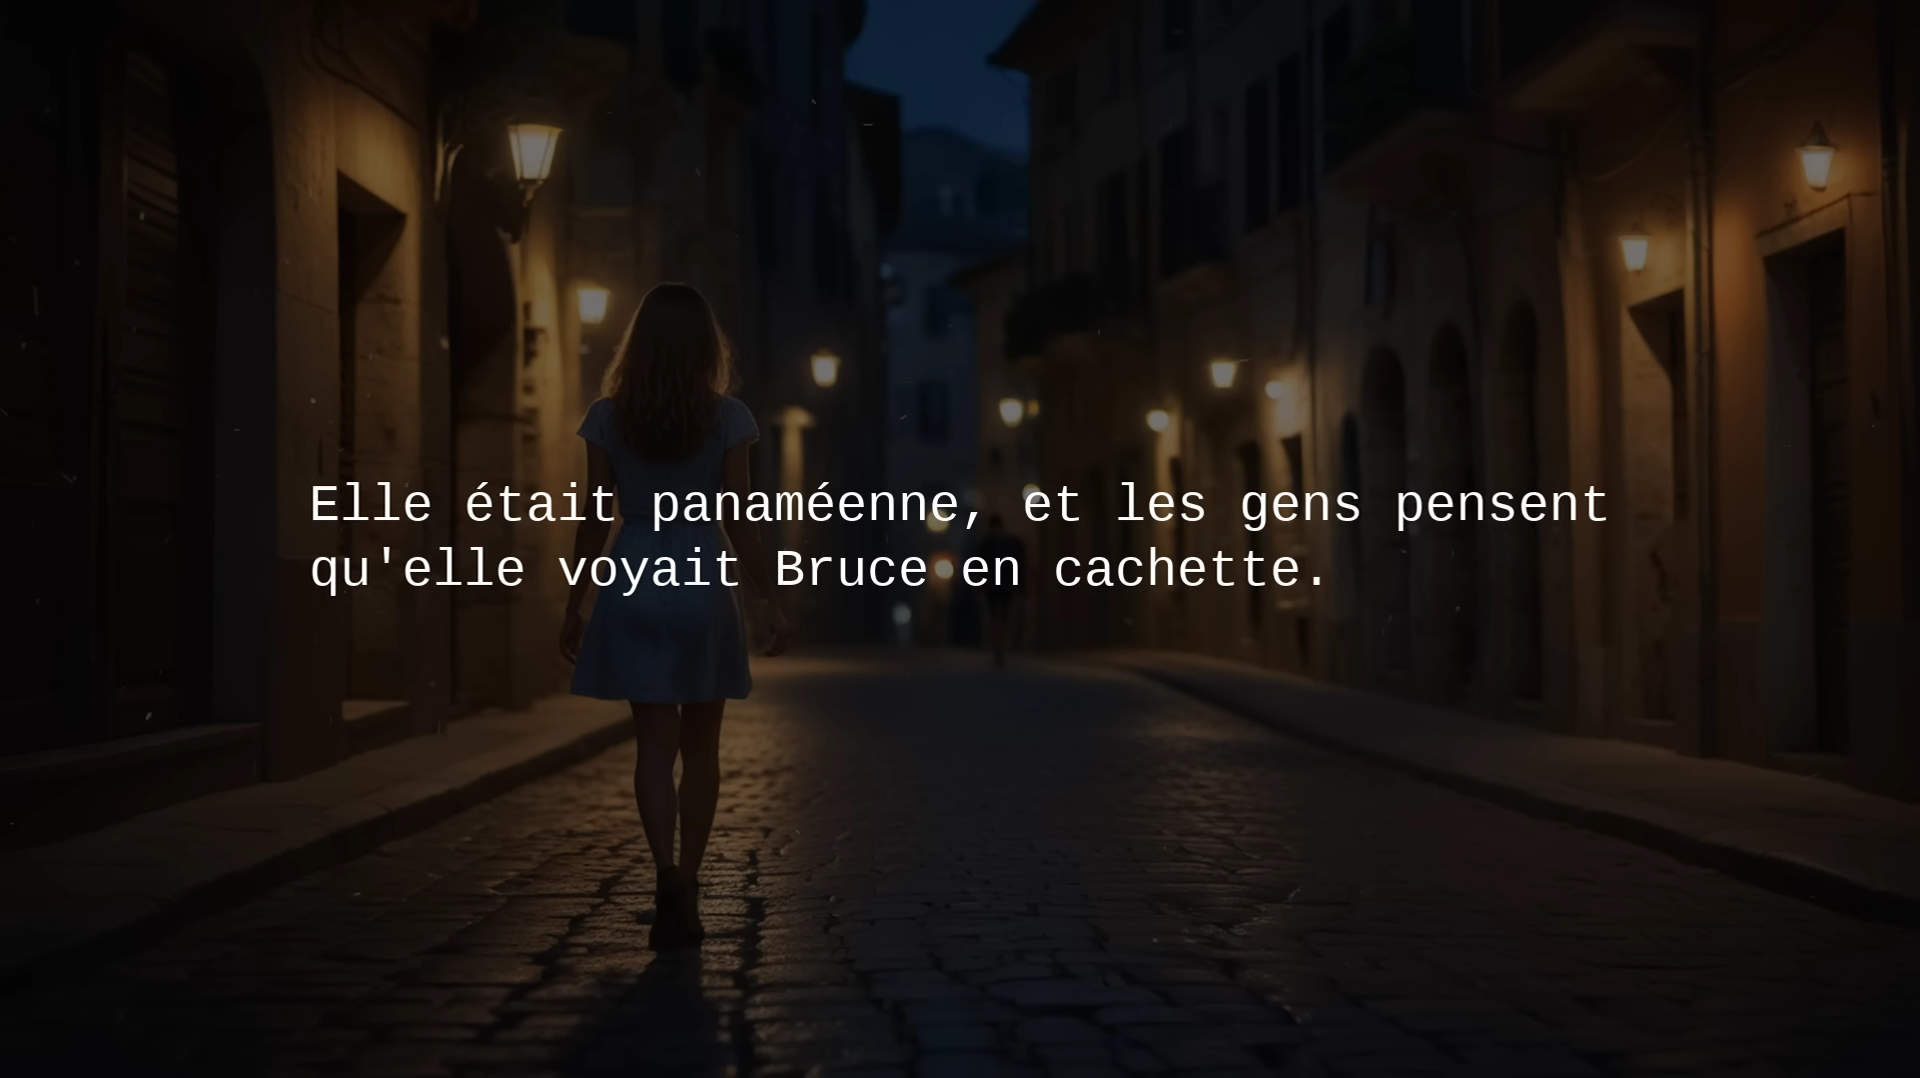 Elle était panaméenne, et les gens pensent
qu'elle voyait Bruce en cachette.